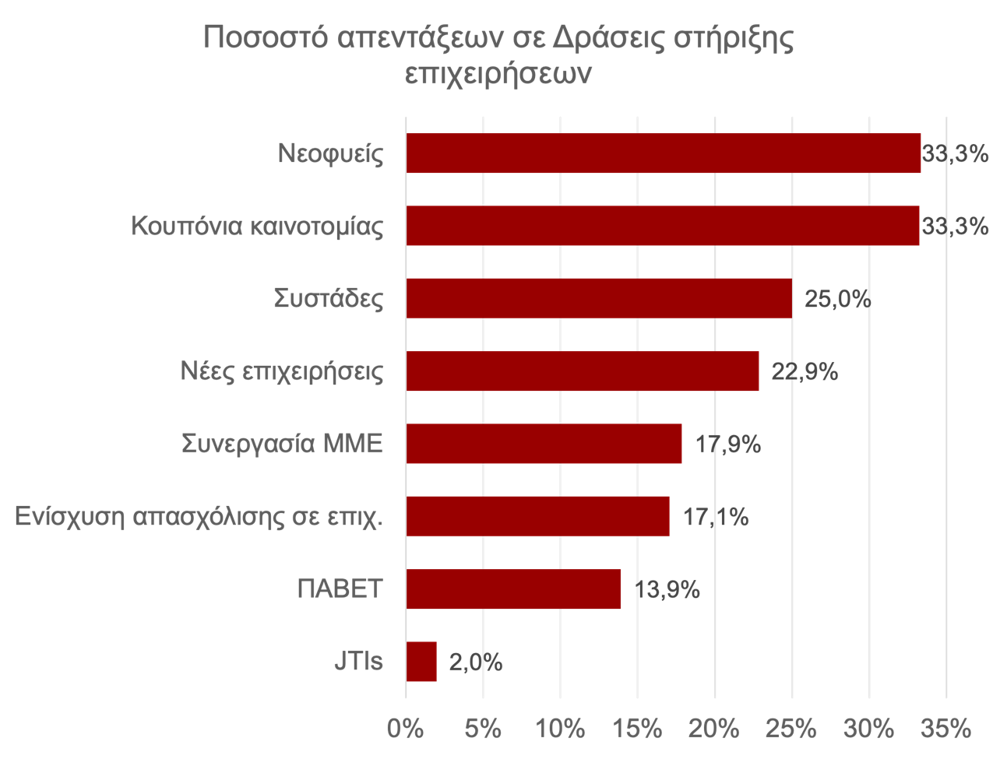 Ποσοστό απεντάξεων σε Δράσεις στήριξης
επιχειρήσεων
Νεοφυείς 33,3%
Κουπόνια καινοτομίας 33,3%
Συστάδες 25,0%
Νέες επιχειρήσεις 22,9%
Συνεργασία ΜΜΕ 17,9%
Ενίσχυση απασχόλισης σε επιχ. 17,1%
ΠΑΒΕΤ 13,9%
JTIs 2,0%
0% 5% 10% 15% 20% 25% 30% 35%